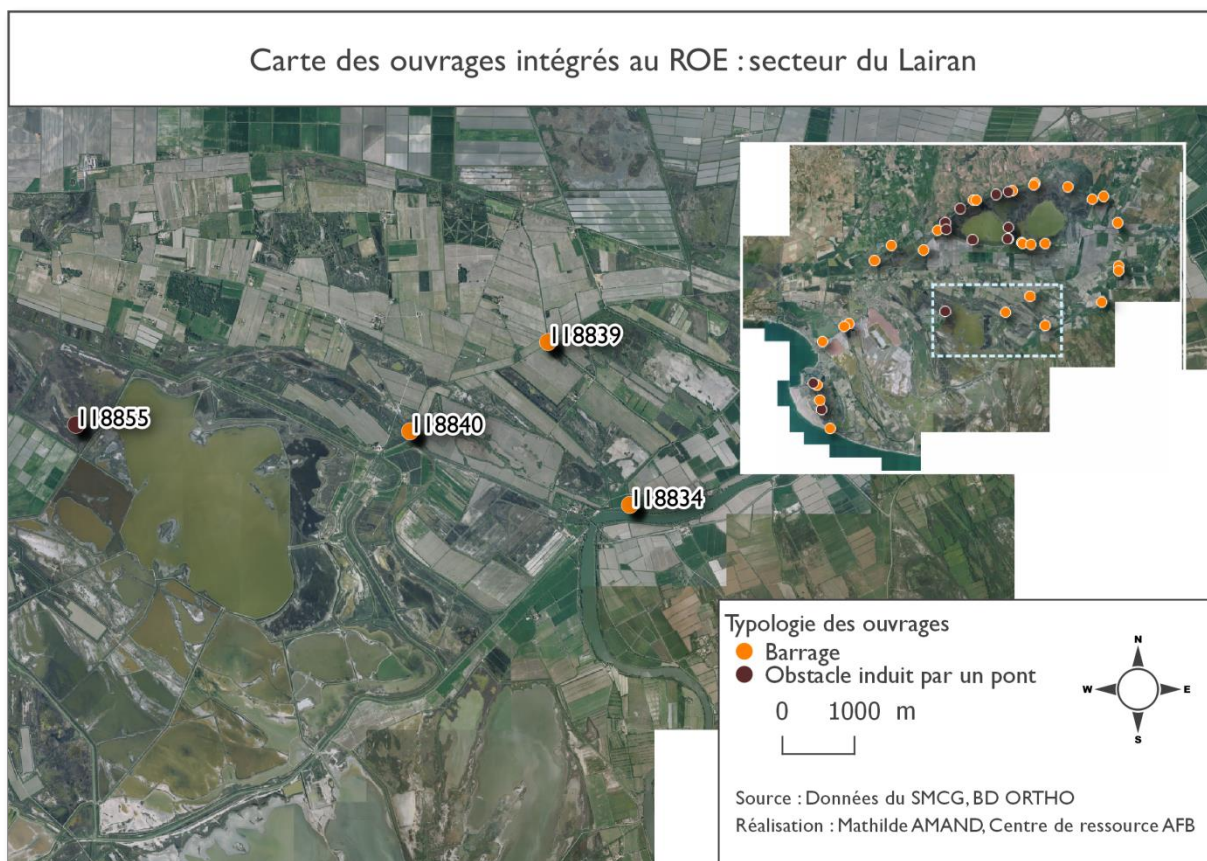 Carte des ouvrages intégrés au ROE : secteur du Lairan
118839
118855
118840
118834
Typologie des ouvrages
Barrage
Obstacle induit par un pont
0 1000 m
N
W E
S
Source : Données du SMCG, BD ORTHO
Réalisation : Mathilde AMAND, Centre de ressource AFB